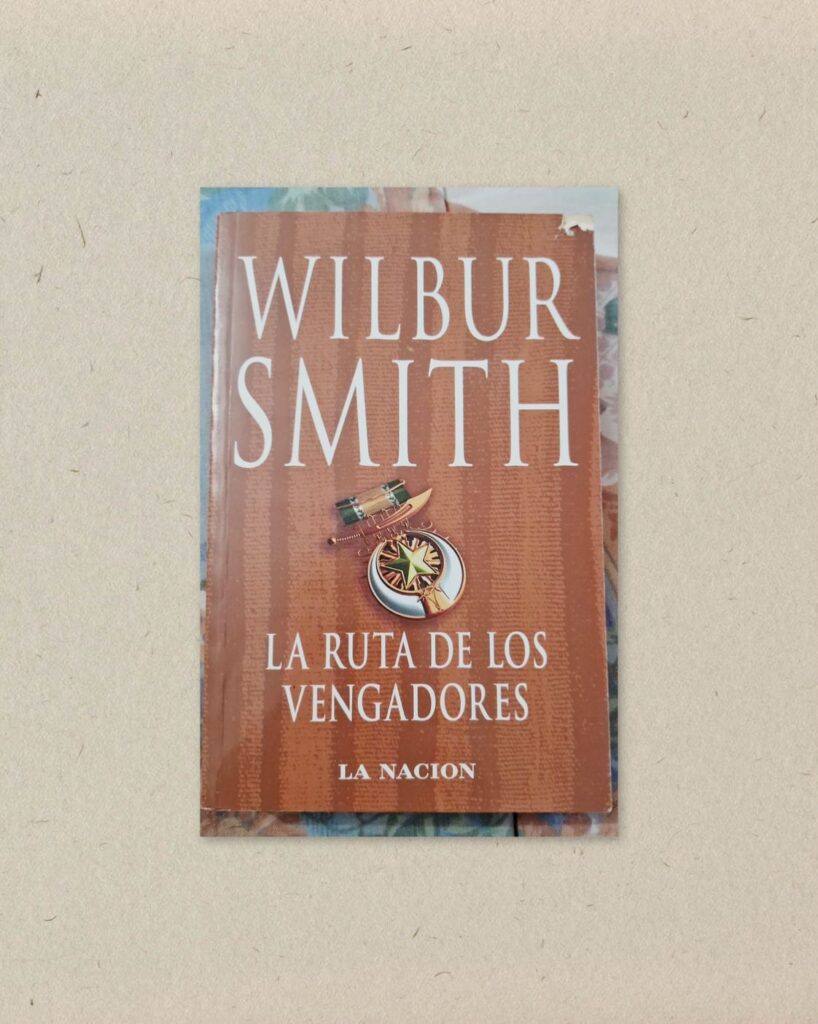 WILBUR
SMITH
LA RUTA DE LOS
VENGADORES
LA NACION